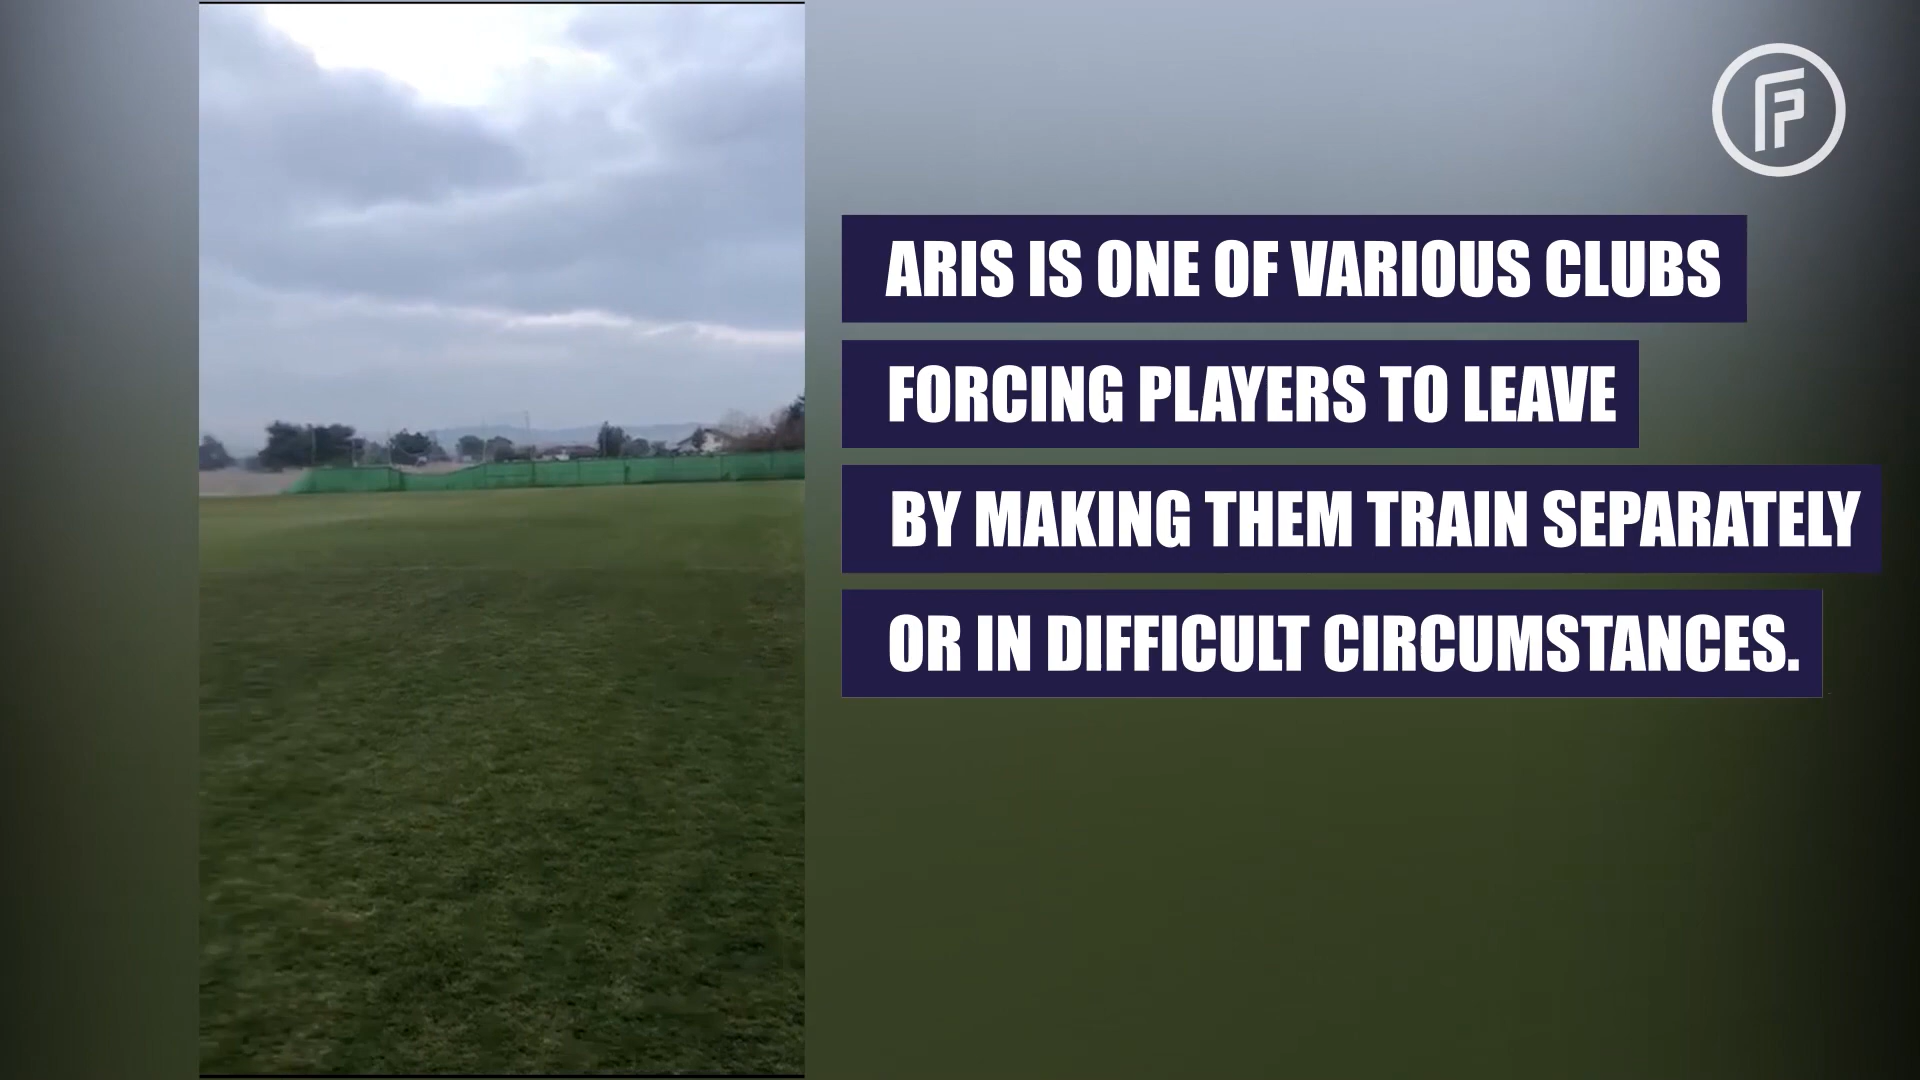 ARIS IS ONE OF VARIOUS CLUBS
FORCING PLAYERS TO LEAVE
BY MAKING THEM TRAIN SEPARATELY
OR IN DIFFICULT CIRCUMSTANCES.